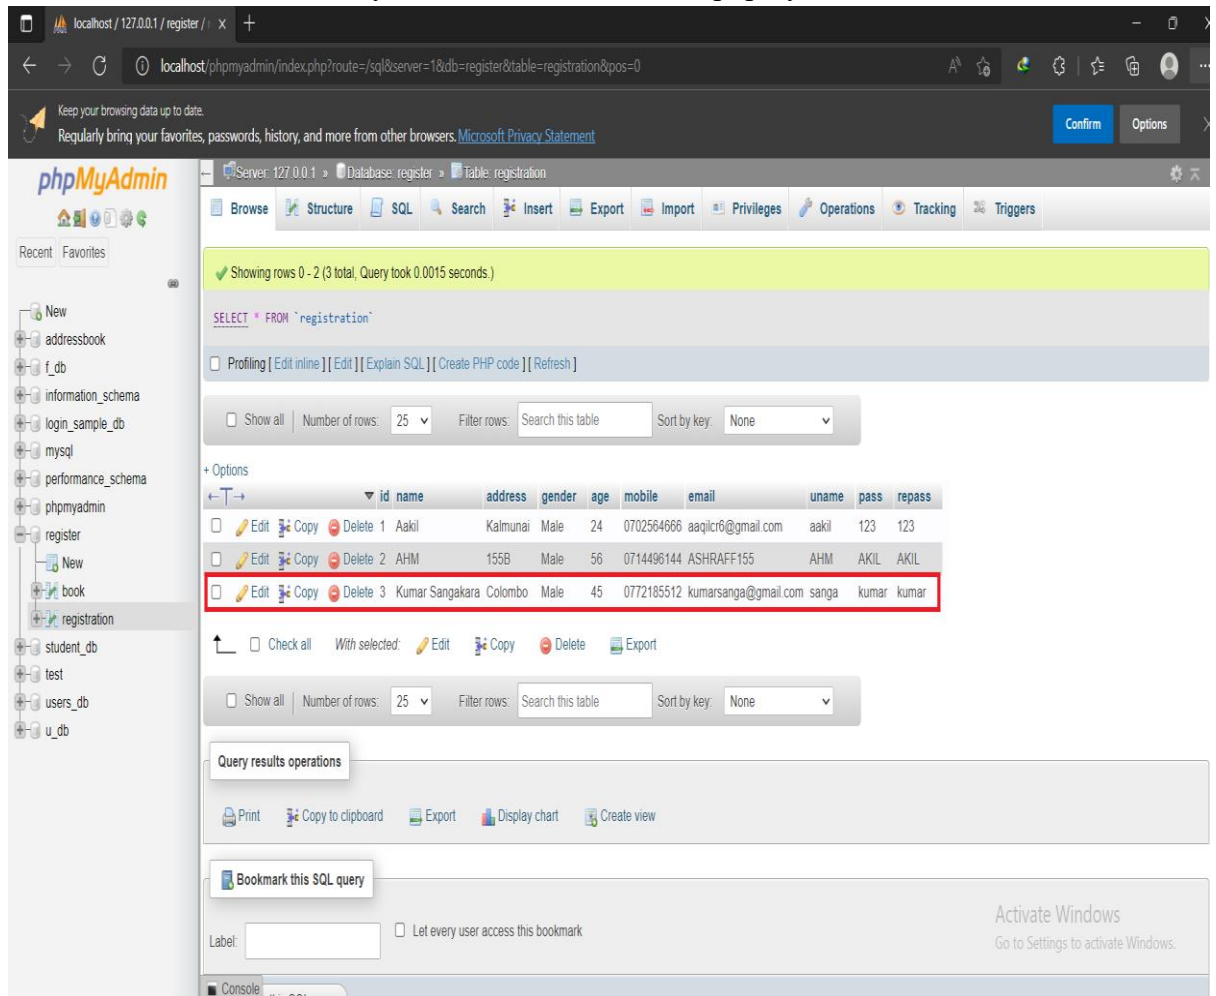 localhost / 127.0.0.1 / register /
localhost/phpmyadmin/index.php?route=/sql&server=1&db=register&table=registration&pos=0
Keep your browsing data up to date.
Regularly bring your favorites, passwords, history, and more from other browsers. Microsoft Privacy Statement
Confirm Options
phpMyAdmin
Recent Favorites
New
addressbook
f_db
information_schema
login_sample_db
mysql
performance_schema
phpmyadmin
register
New
book
registration
student_db
test
users_db
u_db
Server: 127.0.0.1 » Database: register » Table: registration
Browse Structure SQL Search Insert Export Import Privileges Operations Tracking Triggers
Showing rows 0 - 2 (3 total, Query took 0.0015 seconds.)
SELECT * FROM `registration`
Profiling [ Edit inline ] [ Edit ] [ Explain SQL ] [ Create PHP code ] [ Refresh ]
Show all | Number of rows: 25 Filter rows: Search this table Sort by key: None
+ Options
←T→ id name address gender age mobile email uname pass repass
Edit Copy Delete 1 Aakil Kalmunai Male 24 0702564666 aaqilcr6@gmail.com aakil 123 123
Edit Copy Delete 2 AHM 155B Male 56 0714496144 ASHRAFF155 AHM AKIL AKIL
Edit Copy Delete 3 Kumar Sangakara Colombo Male 45 0772185512 kumarsanga@gmail.com sanga kumar kumar
Check all With selected: Edit Copy Delete Export
Show all | Number of rows: 25 Filter rows: Search this table Sort by key: None
Query results operations
Print Copy to clipboard Export Display chart Create view
Bookmark this SQL query
Label: Let every user access this bookmark
Activate Windows
Go to Settings to activate Windows.
Console